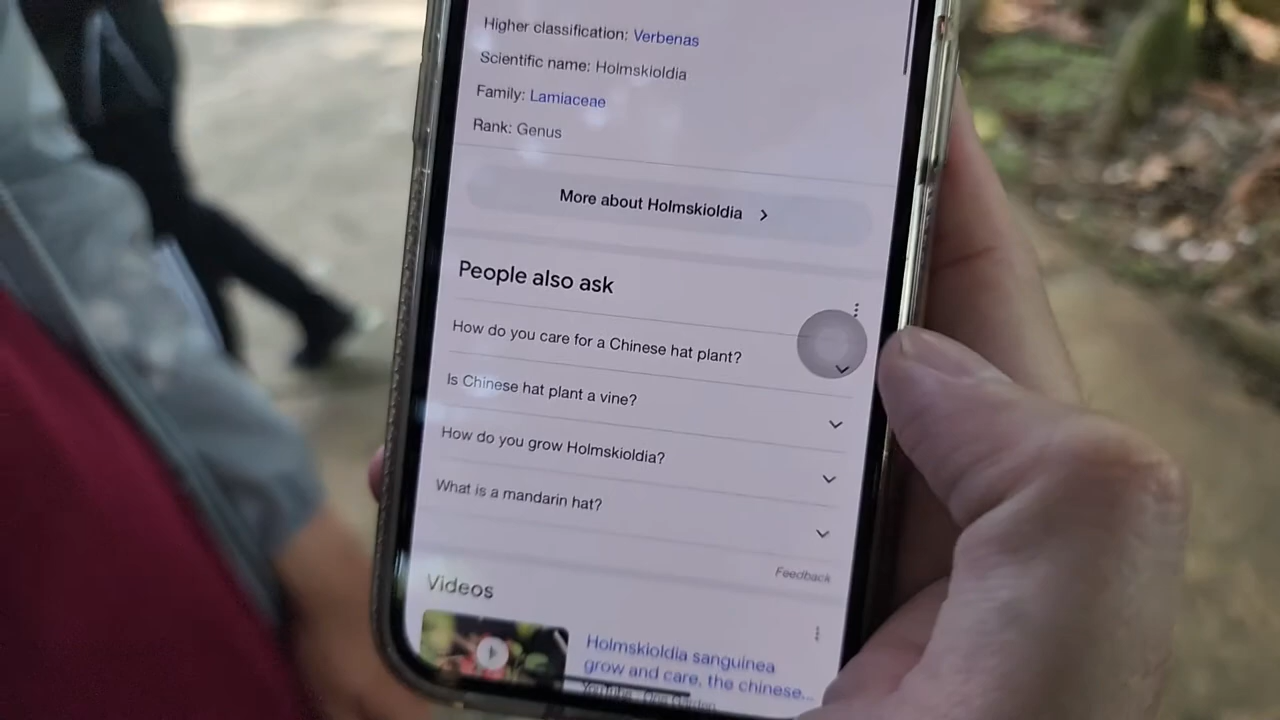 Higher classification: Verbenas
Scientific name: Holmskioldia
Family: Lamiaceae
Rank: Genus
More about Holmskioldia
People also ask
How do you care for a Chinese hat plant?
Is Chinese hat plant a vine?
How do you grow Holmskioldia?
What is a mandarin hat?
Feedback
Videos
Holmskioldia sanguinea
grow and care, the chinese...
YouTube